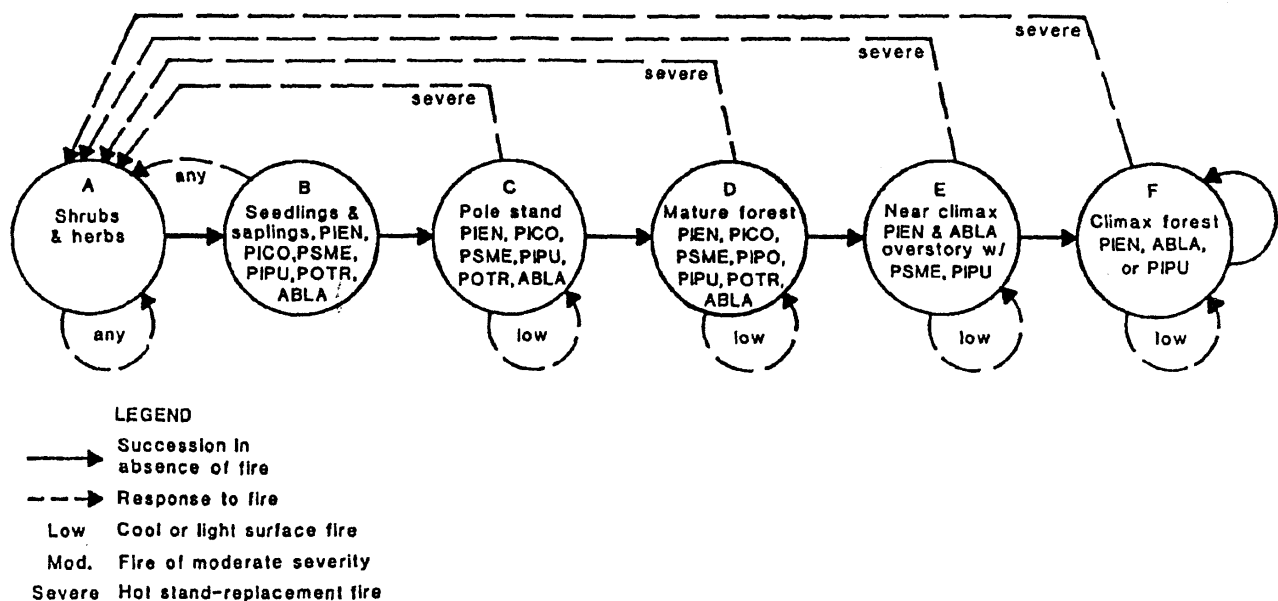 severe
severe
severe
severe
any
A
Shrubs
& herbs
any
B
Seedlings &
saplings, PIEN,
PICO, PSME,
PIPU, POTR,
ABLA
C
Pole stand
PIEN, PICO,
PSME, PIPU,
POTR, ABLA
low
D
Mature forest
PIEN, PICO,
PSME, PIPO,
PIPU, POTR,
ABLA
low
E
Near climax
PIEN & ABLA
overstory w/
PSME, PIPU
low
F
Climax forest
PIEN, ABLA,
or PIPU
low
LEGEND
Succession in
absence of fire
Response to fire
Low Cool or light surface fire
Mod. Fire of moderate severity
Severe Hot stand-replacement fire